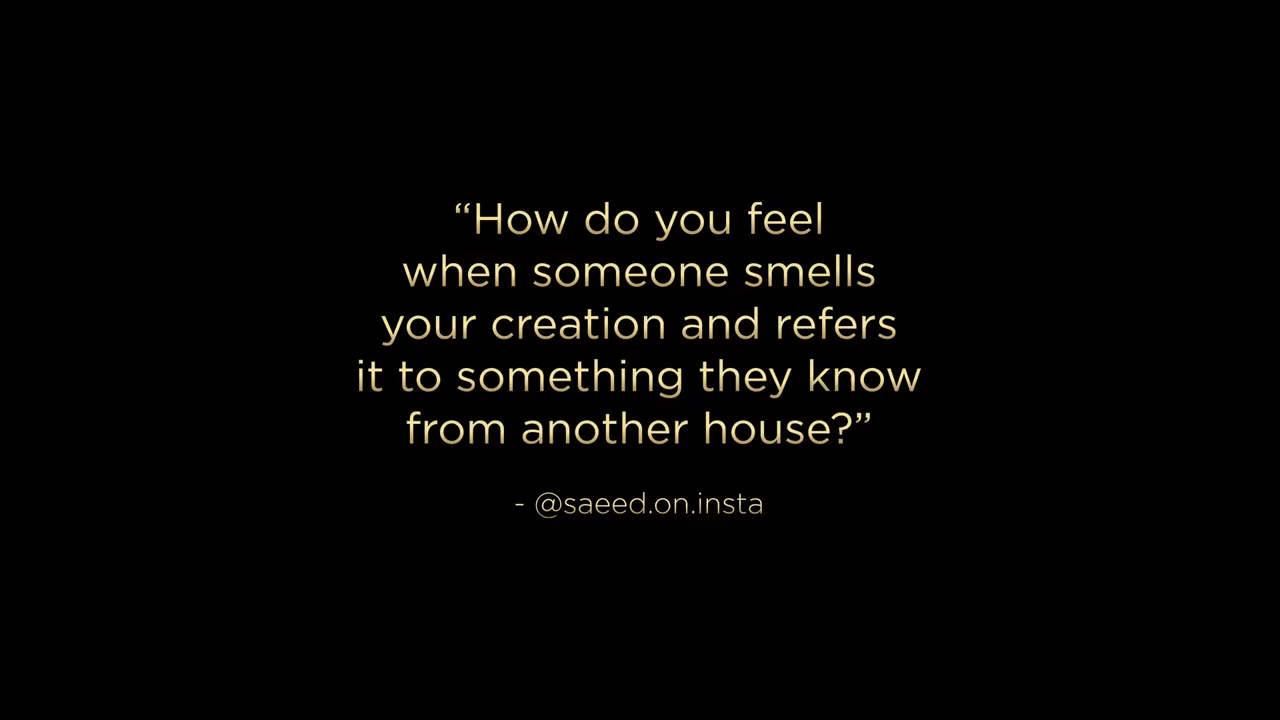 “How do you feel
when someone smells
your creation and refers
it to something they know
from another house?”
- @saeed.on.insta